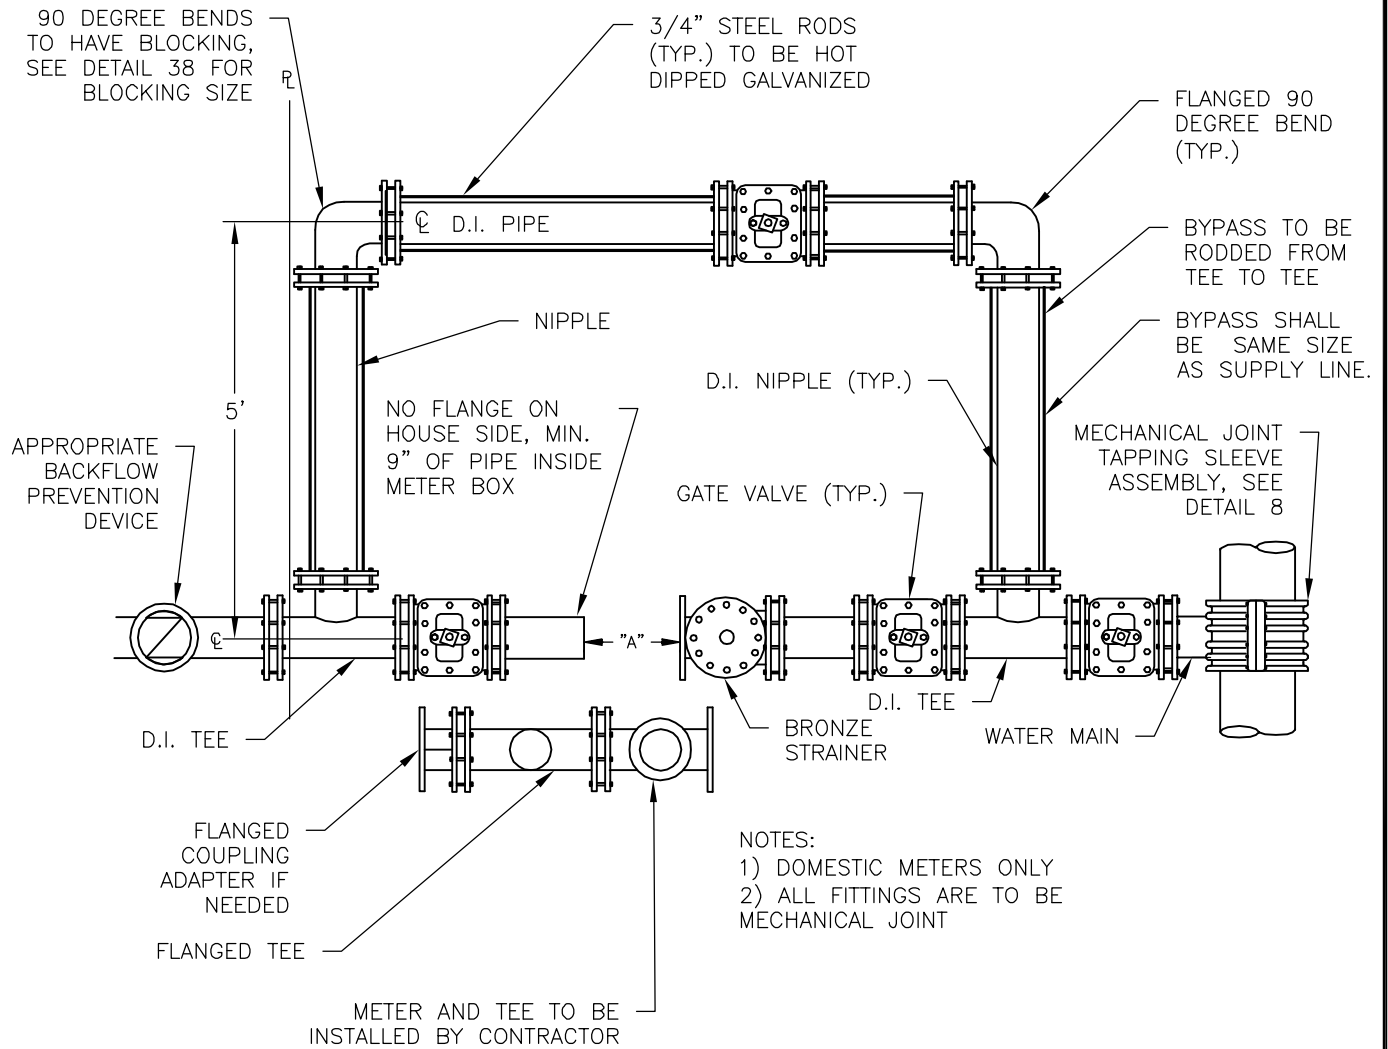 90 DEGREE BENDS
TO HAVE BLOCKING,
SEE DETAIL 38 FOR
BLOCKING SIZE
PL
3/4” STEEL RODS
(TYP.) TO BE HOT
DIPPED GALVANIZED
FLANGED 90
DEGREE BEND
(TYP.)
CL D.I. PIPE
BYPASS TO BE
RODDED FROM
TEE TO TEE
NIPPLE
BYPASS SHALL
BE SAME SIZE
AS SUPPLY LINE.
D.I. NIPPLE (TYP.)
5'
NO FLANGE ON
HOUSE SIDE, MIN.
9” OF PIPE INSIDE
METER BOX
APPROPRIATE
BACKFLOW
PREVENTION
DEVICE
MECHANICAL JOINT
TAPPING SLEEVE
ASSEMBLY, SEE
DETAIL 8
GATE VALVE (TYP.)
CL
"A"
D.I. TEE
D.I. TEE
BRONZE
STRAINER
WATER MAIN
FLANGED
COUPLING
ADAPTER IF
NEEDED
FLANGED TEE
METER AND TEE TO BE
INSTALLED BY CONTRACTOR
NOTES:
1) DOMESTIC METERS ONLY
2) ALL FITTINGS ARE TO BE
MECHANICAL JOINT